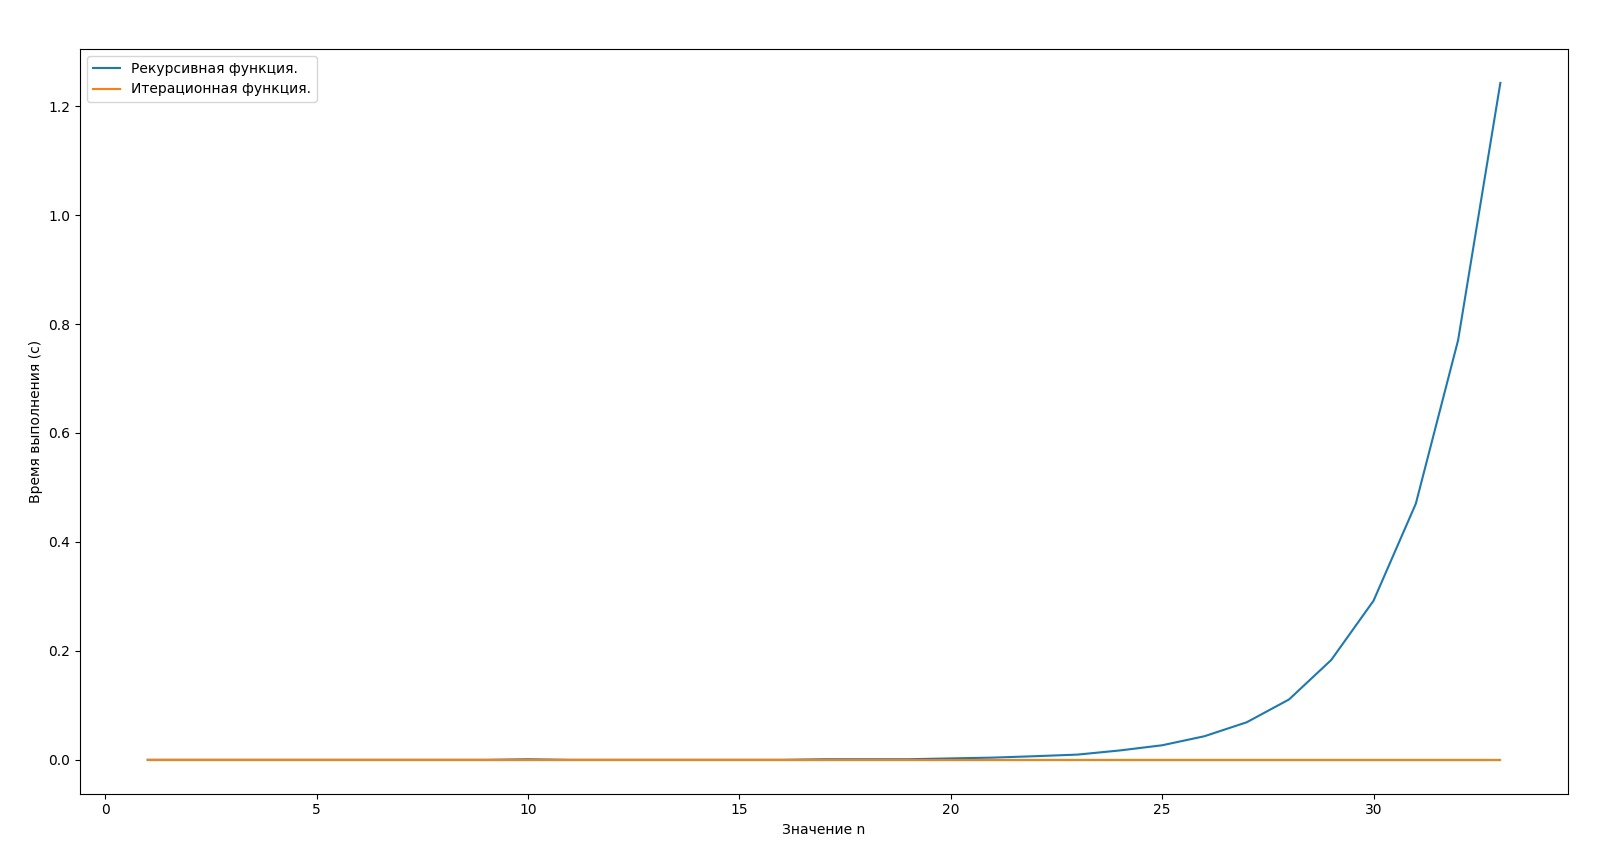 Рекурсивная функция.
Итерационная функция.
1.2
1.0
0.8
0.6
0.4
0.2
0.0
Время выполнения (с)
0 5 10 15 20 25 30
Значение n